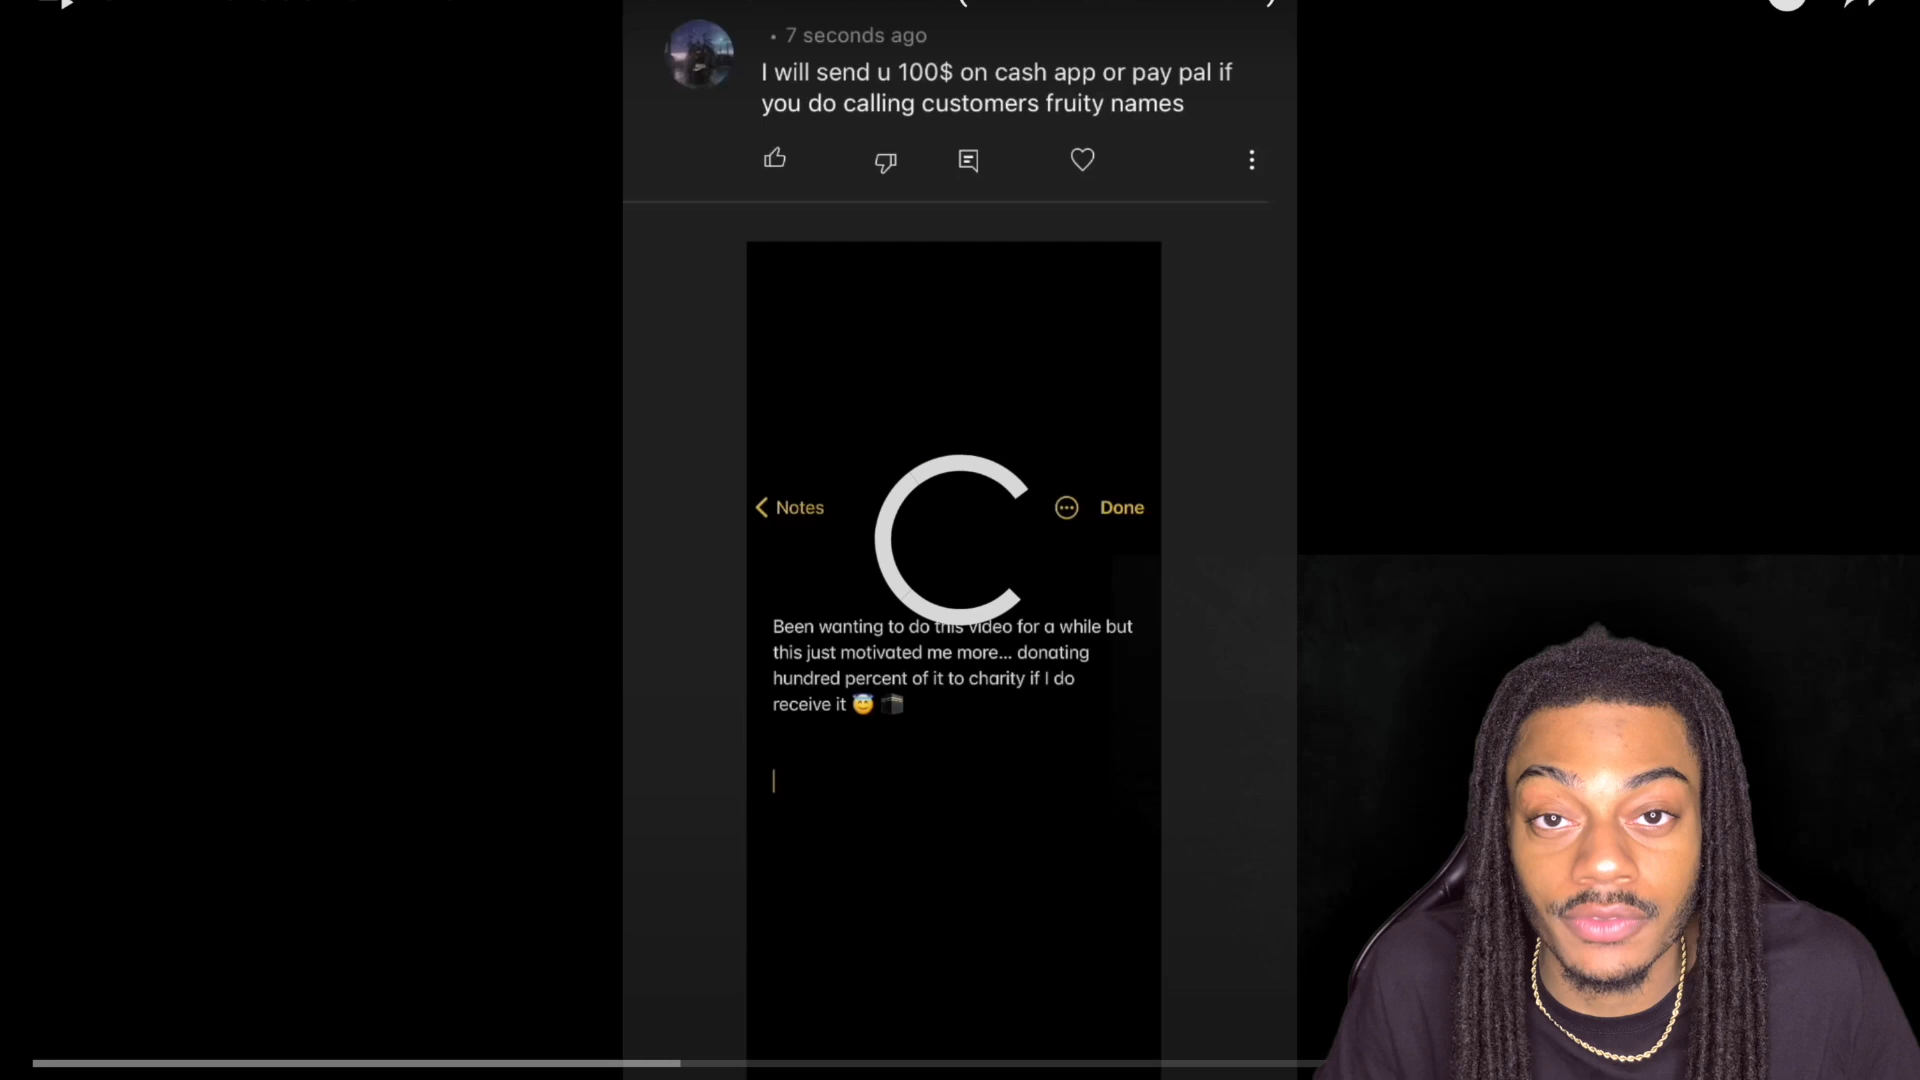 • 7 seconds ago
I will send u 100$ on cash app or pay pal if
you do calling customers fruity names
Notes
Done
Been wanting to do this video for a while but
this just motivated me more... donating
hundred percent of it to charity if I do
receive it 😇 🕋